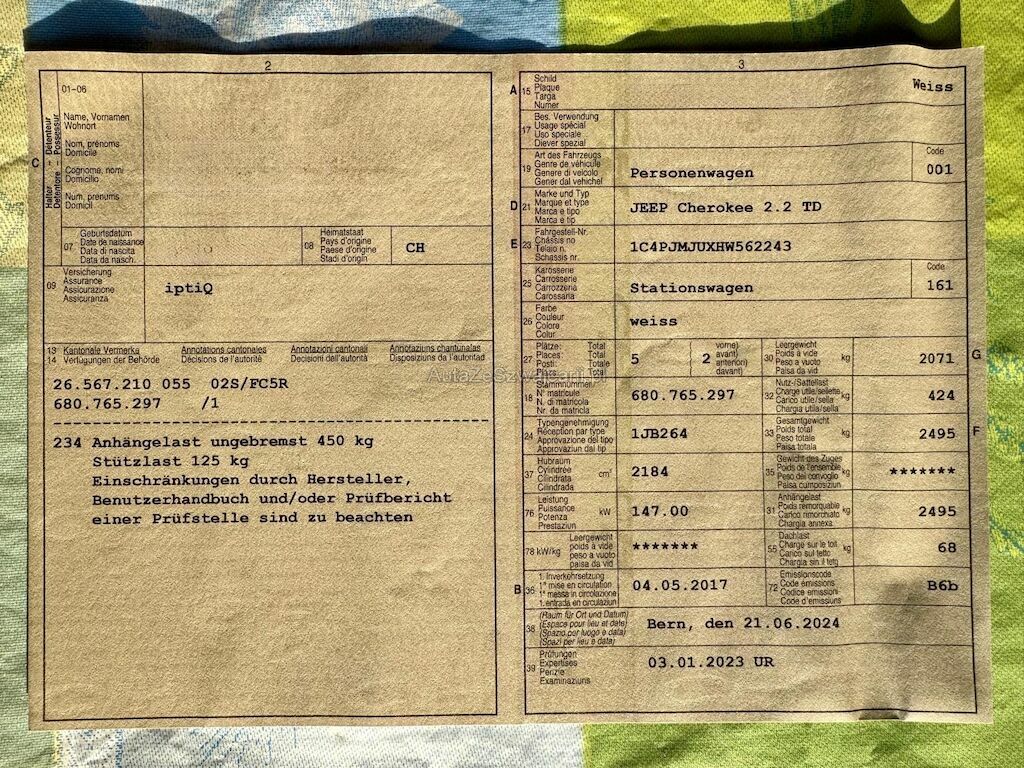 2
01-06
C
Halter – Détenteur
Detentore – Possessur
Name, Vornamen
Wohnort
Nom, prénoms
Domicile
Cognome, nomi
Domicilio
Num, prenums
Domicil
07
Geburtsdatum
Date de naissance
Data di nascita
Data da nasch.
08
Heimatstaat
Pays d'origine
Paese d'origine
Stadi d'origin
CH
09
Versicherung
Assurance
Assicurazione
Assicuranza
iptiQ
13 Kantonale Vermerke Annotations cantonales Annotazioni cantonali Annotaziuns chantunalas
14 Verfügungen der Behörde Décisions de l'autorité Decisioni dell'autorità Disposiziuns da l'autoritad
26.567.210 055 02S/FC5R
680.765.297 /1
234 Anhängelast ungebremst 450 kg
Stützlast 125 kg
Einschränkungen durch Hersteller,
Benutzerhandbuch und/oder Prüfbericht
einer Prüfstelle sind zu beachten
3
A
15
Schild
Plaque
Targa
Numer
Weiss
17
Bes. Verwendung
Usage spécial
Uso speciale
Diever spezial
19
Art des Fahrzeugs
Genre de véhicule
Genere di veicolo
Gener dal vehichel
Personenwagen
Code
001
D
21
Marke und Typ
Marque et type
Marca e tipo
Marca e tip
JEEP Cherokee 2.2 TD
E
23
Fahrgestell-Nr.
Châssis no
Telaio n.
Schassis nr.
1C4PJMJUXHW562243
25
Karosserie
Carrosserie
Carrozzeria
Carossaria
Stationswagen
Code
161
26
Farbe
Couleur
Colore
Colur
weiss
27
Plätze: Total
Places: Total
Posti: Totale
Total
5
2
vorne)
avant)
anteriori)
davant)
30
Leergewicht
Poids à vide
Peso a vuoto
Paisa da vid
kg
2071
G
18
Stammnummer
N° matricule
N. di matricola
Nr. da matricla
680.765.297
32
Nutz-/Sattellast
Charge utile/sellette
Carico utile/sella
Chargia utila/sella
kg
424
24
Typengenehmigung
Réception par type
Approvazione del tipo
Approvaziun dal tip
1JB264
33
Gesamtgewicht
Poids total
Peso totale
Paisa totala
kg
2495
F
37
Hubraum
Cylindrée
Cilindrata
Cilindrada
cm³
2184
35
Gewicht des Zuges
Poids de l'ensemble
Peso del convoglio
Paisa cumposiziun
kg
*******
76
Leistung
Puissance
Potenza
Prestaziun
kW
147.00
31
Anhängelast
Poids remorquable
Carico rimorchiato
Chargia annexa
kg
2495
78 kW/kg
Leergewicht
poids à vide
peso a vuoto
paisa da vid
*******
55
Dachlast
Charge sur le toit
Carico sul tetto
Chargia sin il tetg
kg
68
B
36
1. Inverkehrsetzung
1re mise en circulation
1a messa in circolazione
1. entrada en circulaziun
04.05.2017
72
Emissionscode
Code émissions
Codice emissioni
Code d'emissiuns
B6b
38
(Raum für Ort und Datum)
(Espace pour lieu et date)
(Spazio per luogo e data)
(Spazi per lieu e data)
Bern, den 21.06.2024
39
Prüfungen
Expertises
Perizie
Examinaziuns
03.01.2023 UR
AutaZeSzwajcarii.pl